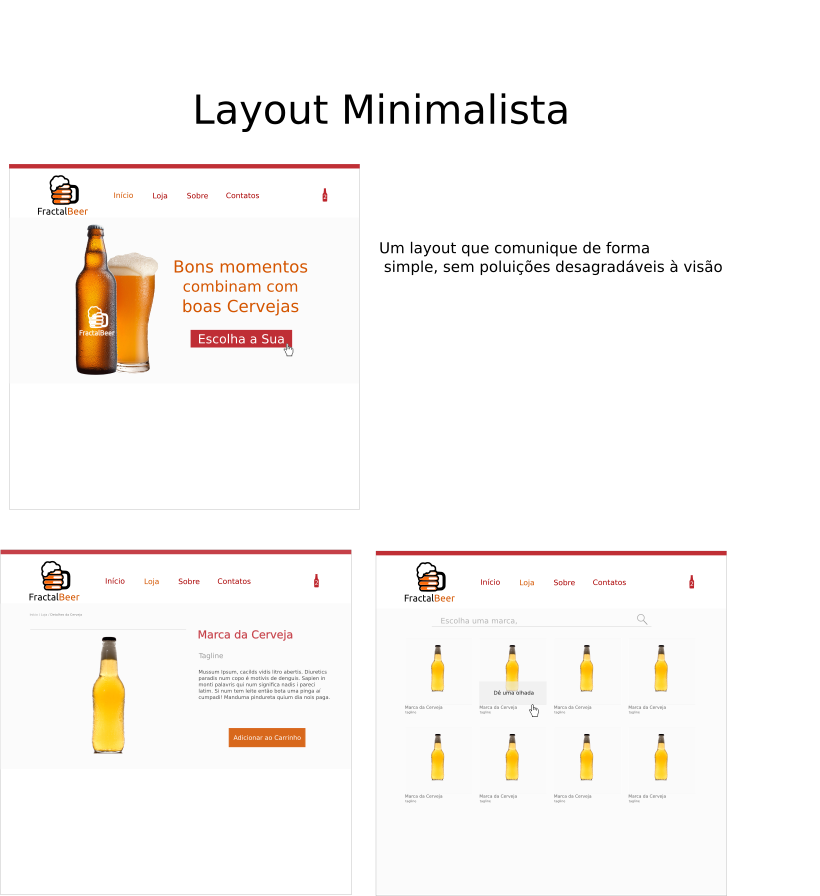 Layout Minimalista
FractalBeer
Início Loja Sobre Contatos
2
Bons momentos
combinam com
boas Cervejas
FractalBeer
Escolha a Sua
Um layout que comunique de forma
simple, sem poluições desagradáveis à visão
FractalBeer
Início Loja Sobre Contatos
2
Marca da Cerveja
Tagline
Mussum Ipsum, cacilds vidis litro abertis. Diuretics
paradis num copo é motivis de denguis. Sapien in
monti palavris qui num significa nadis i pareci
latim. Si num tem leite então bota uma pinga aí
cumpadi! Manduma pindureta quium dia nois paga.
Adicionar ao Carrinho
FractalBeer
Início Loja Sobre Contatos
2
Escolha uma marca.
Dê uma olhada
Marca da Cerveja Marca da Cerveja Marca da Cerveja Marca da Cerveja
tagline tagline tagline tagline
Marca da Cerveja Marca da Cerveja Marca da Cerveja Marca da Cerveja
tagline tagline tagline tagline